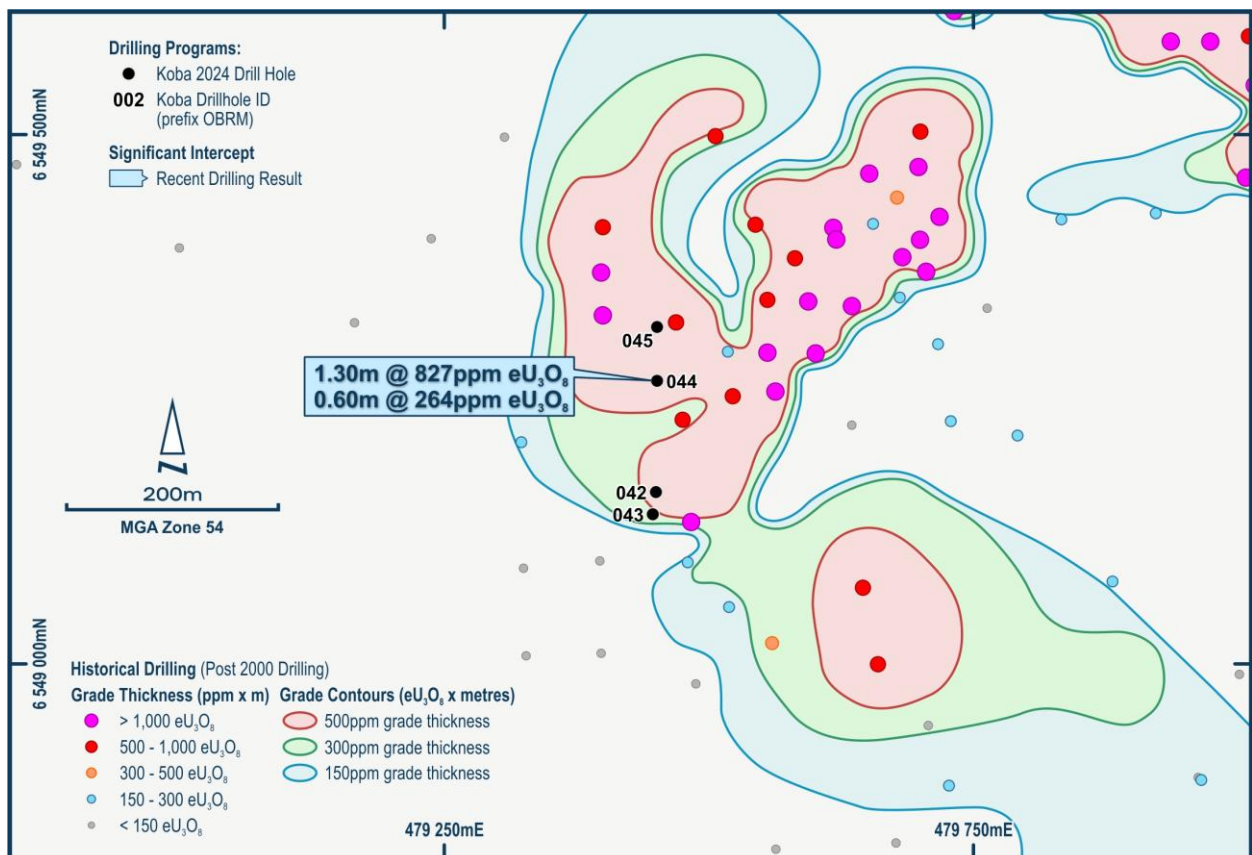 Drilling Programs:
Koba 2024 Drill Hole
002 Koba Drillhole ID
(prefix OBRM)
Significant Intercept
Recent Drilling Result
6 549 500mN
045
1.30m @ 827ppm eU₃O₈
0.60m @ 264ppm eU₃O₈
044
N
200m
MGA Zone 54
042
043
6 549 000mN
Historical Drilling (Post 2000 Drilling)
Grade Thickness (ppm x m) Grade Contours (eU₃O₈ x metres)
> 1,000 eU₃O₈ 500ppm grade thickness
500 - 1,000 eU₃O₈ 300ppm grade thickness
300 - 500 eU₃O₈ 150ppm grade thickness
150 - 300 eU₃O₈
< 150 eU₃O₈
479 250mE 479 750mE